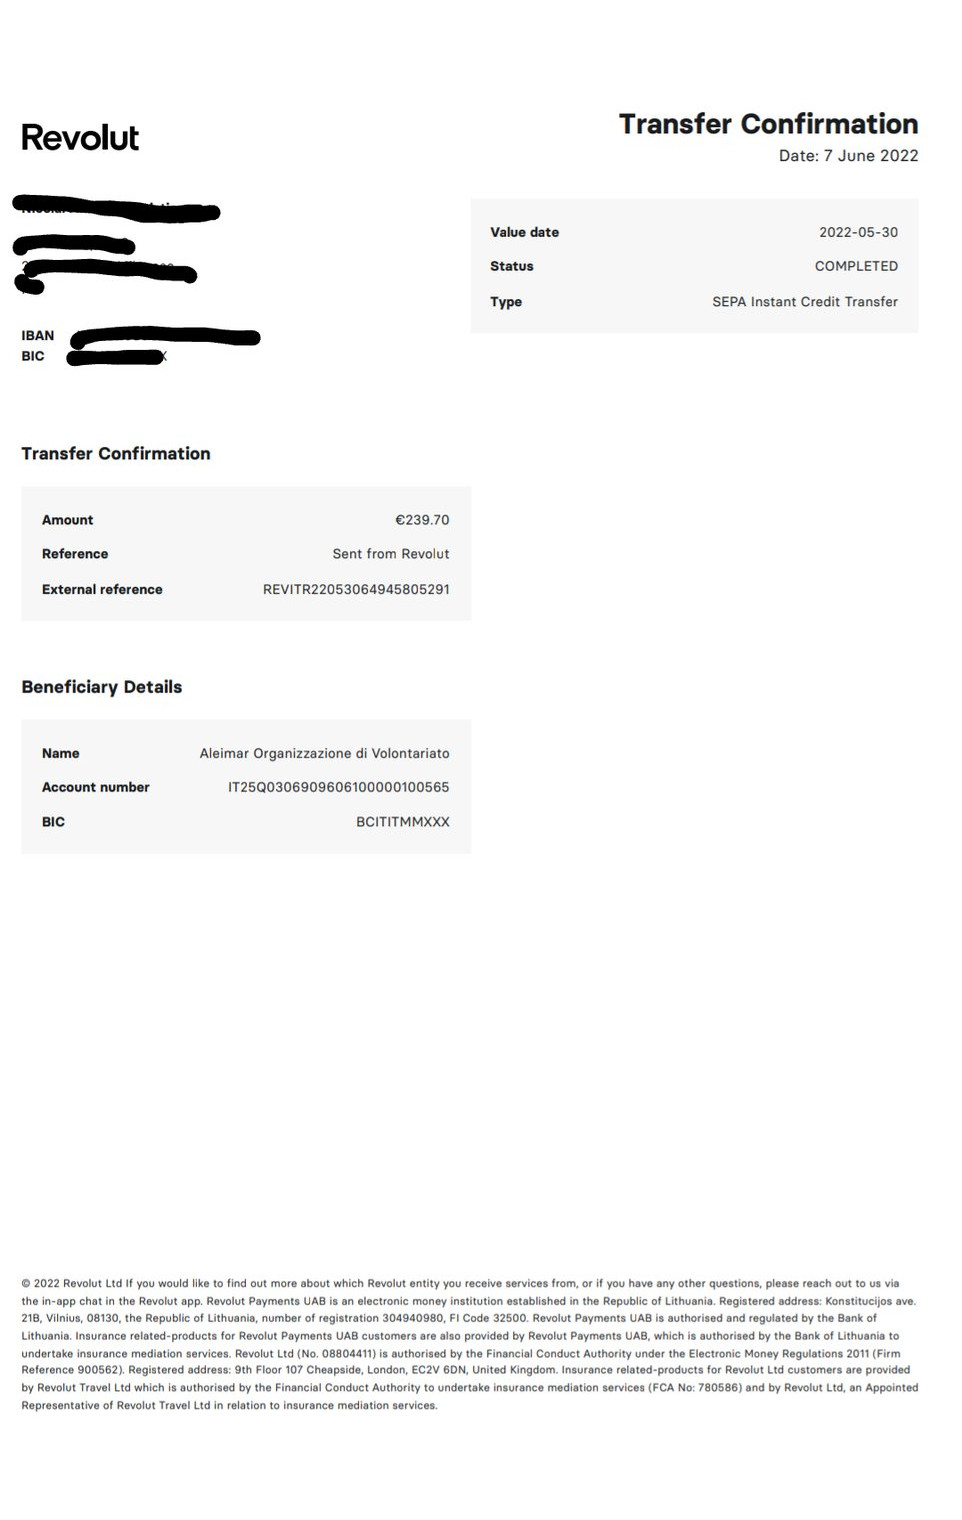 Revolut
Transfer Confirmation
Date: 7 June 2022
Value date 2022-05-30
Status COMPLETED
Type SEPA Instant Credit Transfer
IBAN
BIC
Transfer Confirmation
Amount €239.70
Reference Sent from Revolut
External reference REVITR22053064945805291
Beneficiary Details
Name Aleimar Organizzazione di Volontariato
Account number IT25Q0306909606100000100565
BIC BCITITMMXXX
© 2022 Revolut Ltd If you would like to find out more about which Revolut entity you receive services from, or if you have any other questions, please reach out to us via
the in-app chat in the Revolut app. Revolut Payments UAB is an electronic money institution established in the Republic of Lithuania. Registered address: Konstitucijos ave.
21B, Vilnius, 08130, the Republic of Lithuania, number of registration 304940980, FI Code 32500. Revolut Payments UAB is authorised and regulated by the Bank of
Lithuania. Insurance related-products for Revolut Payments UAB customers are also provided by Revolut Payments UAB, which is authorised by the Bank of Lithuania to
undertake insurance mediation services. Revolut Ltd (No. 08804411) is authorised by the Financial Conduct Authority under the Electronic Money Regulations 2011 (Firm
Reference 900562). Registered address: 9th Floor 107 Cheapside, London, EC2V 6DN, United Kingdom. Insurance related-products for Revolut Ltd customers are provided
by Revolut Travel Ltd which is authorised by the Financial Conduct Authority to undertake insurance mediation services (FCA No: 780586) and by Revolut Ltd, an Appointed
Representative of Revolut Travel Ltd in relation to insurance mediation services.